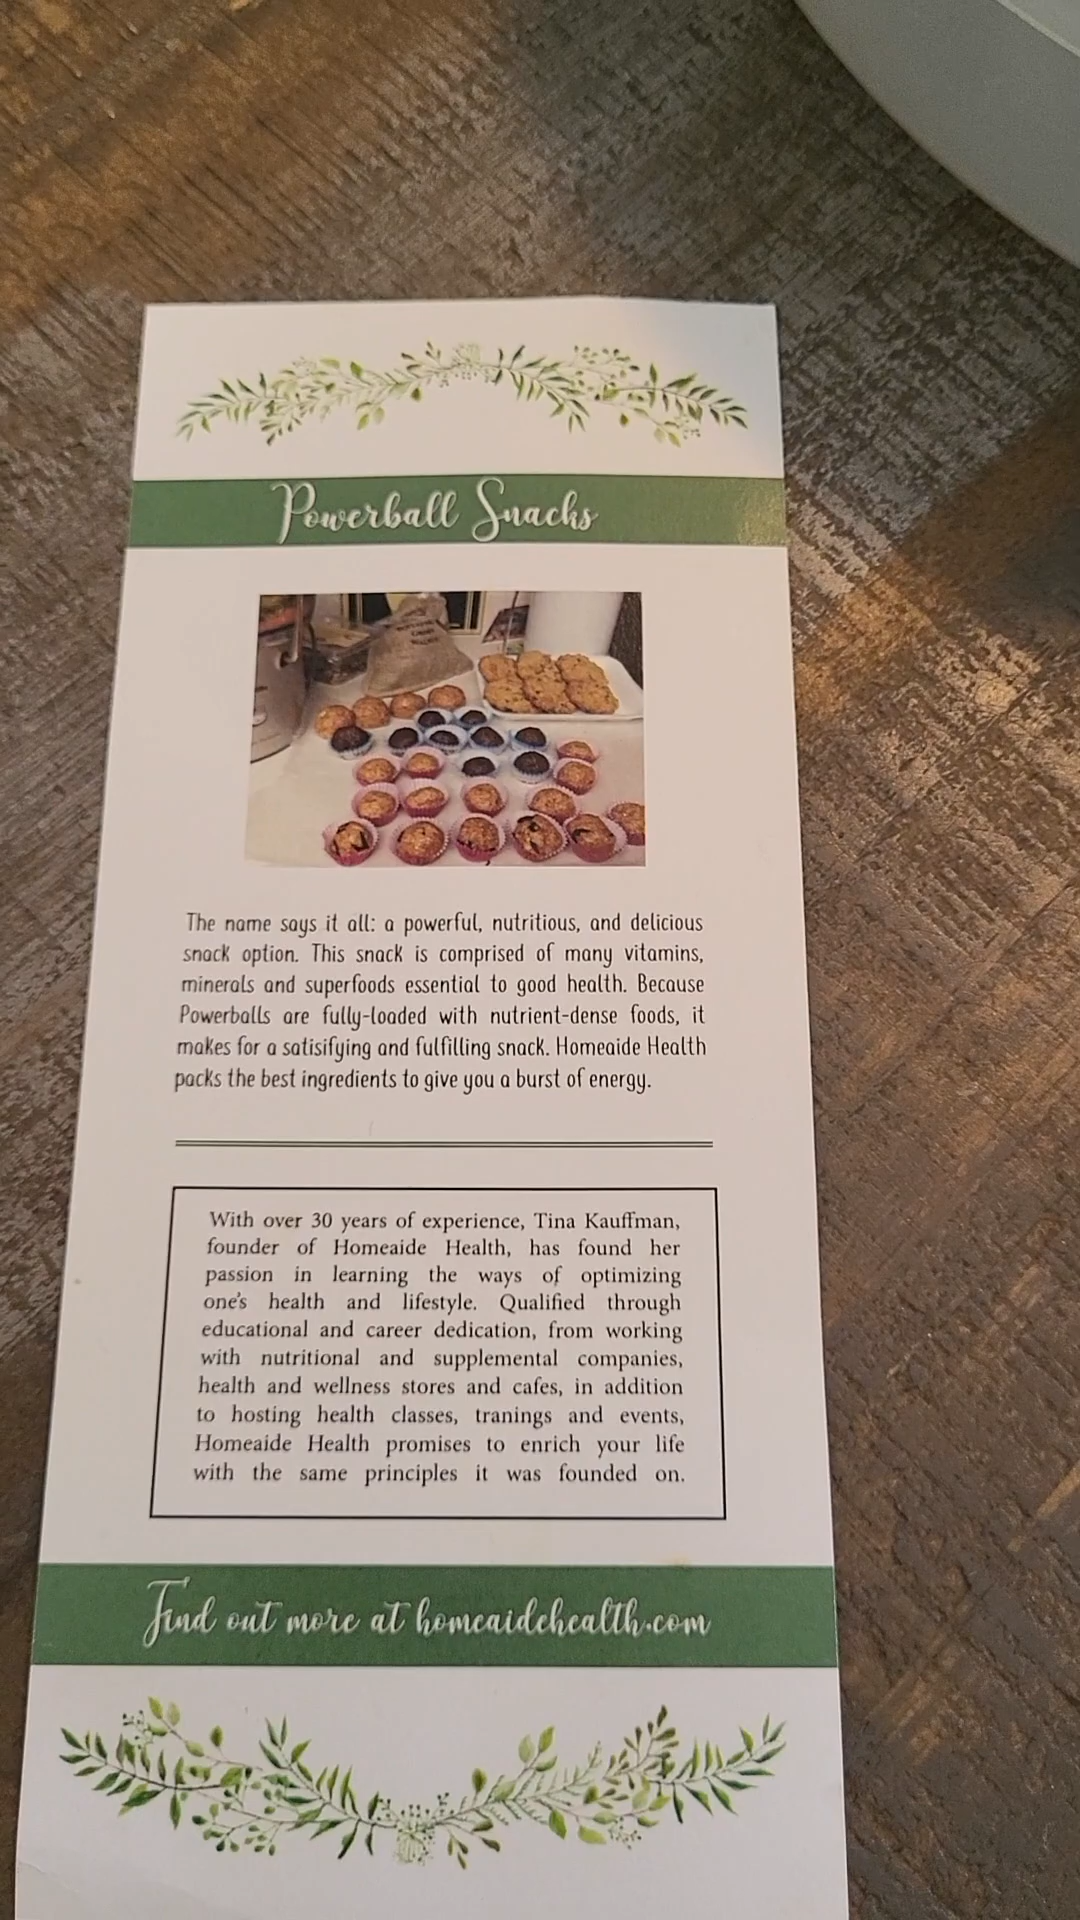 Powerball Snacks
The name says it all: a powerful, nutritious, and delicious
snack option. This snack is comprised of many vitamins,
minerals and superfoods essential to good health. Because
Powerballs are fully-loaded with nutrient-dense foods, it
makes for a satisifying and fulfilling snack. Homeaide Health
packs the best ingredients to give you a burst of energy.
With over 30 years of experience, Tina Kauffman,
founder of Homeaide Health, has found her
passion in learning the ways of optimizing
one's health and lifestyle. Qualified through
educational and career dedication, from working
with nutritional and supplemental companies,
health and wellness stores and cafes, in addition
to hosting health classes, tranings and events,
Homeaide Health promises to enrich your life
with the same principles it was founded on.
Find out more at homeaidehealth.com